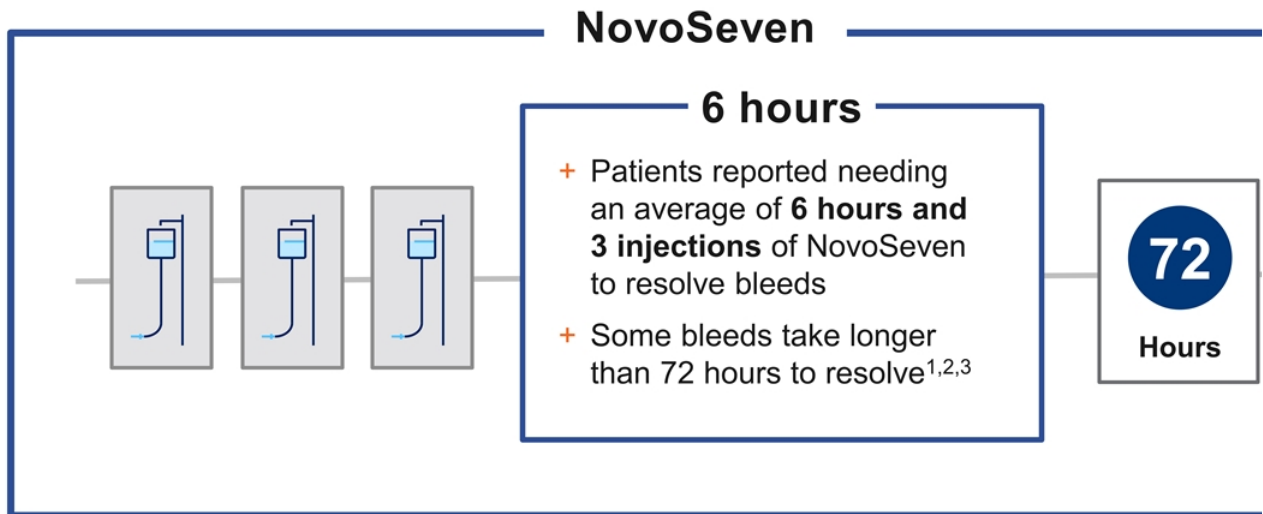 NovoSeven
6 hours
+ Patients reported needing
an average of 6 hours and
3 injections of NovoSeven
to resolve bleeds
+ Some bleeds take longer
than 72 hours to resolve1,2,3
72
Hours